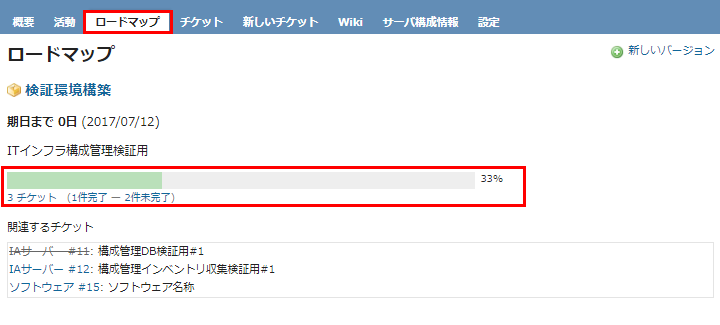 概要 活動 ロードマップ チケット 新しいチケット Wiki サーバ構成情報 設定
ロードマップ
新しいバージョン
検証環境構築
期日まで 0日 (2017/07/12)
ITインフラ構成管理検証用
33%
3 チケット (1件完了 — 2件未完了)
関連するチケット
IAサーバー #11: 構成管理DB検証用#1
IAサーバー #12: 構成管理インベントリ収集検証用#1
ソフトウェア #15: ソフトウェア名称